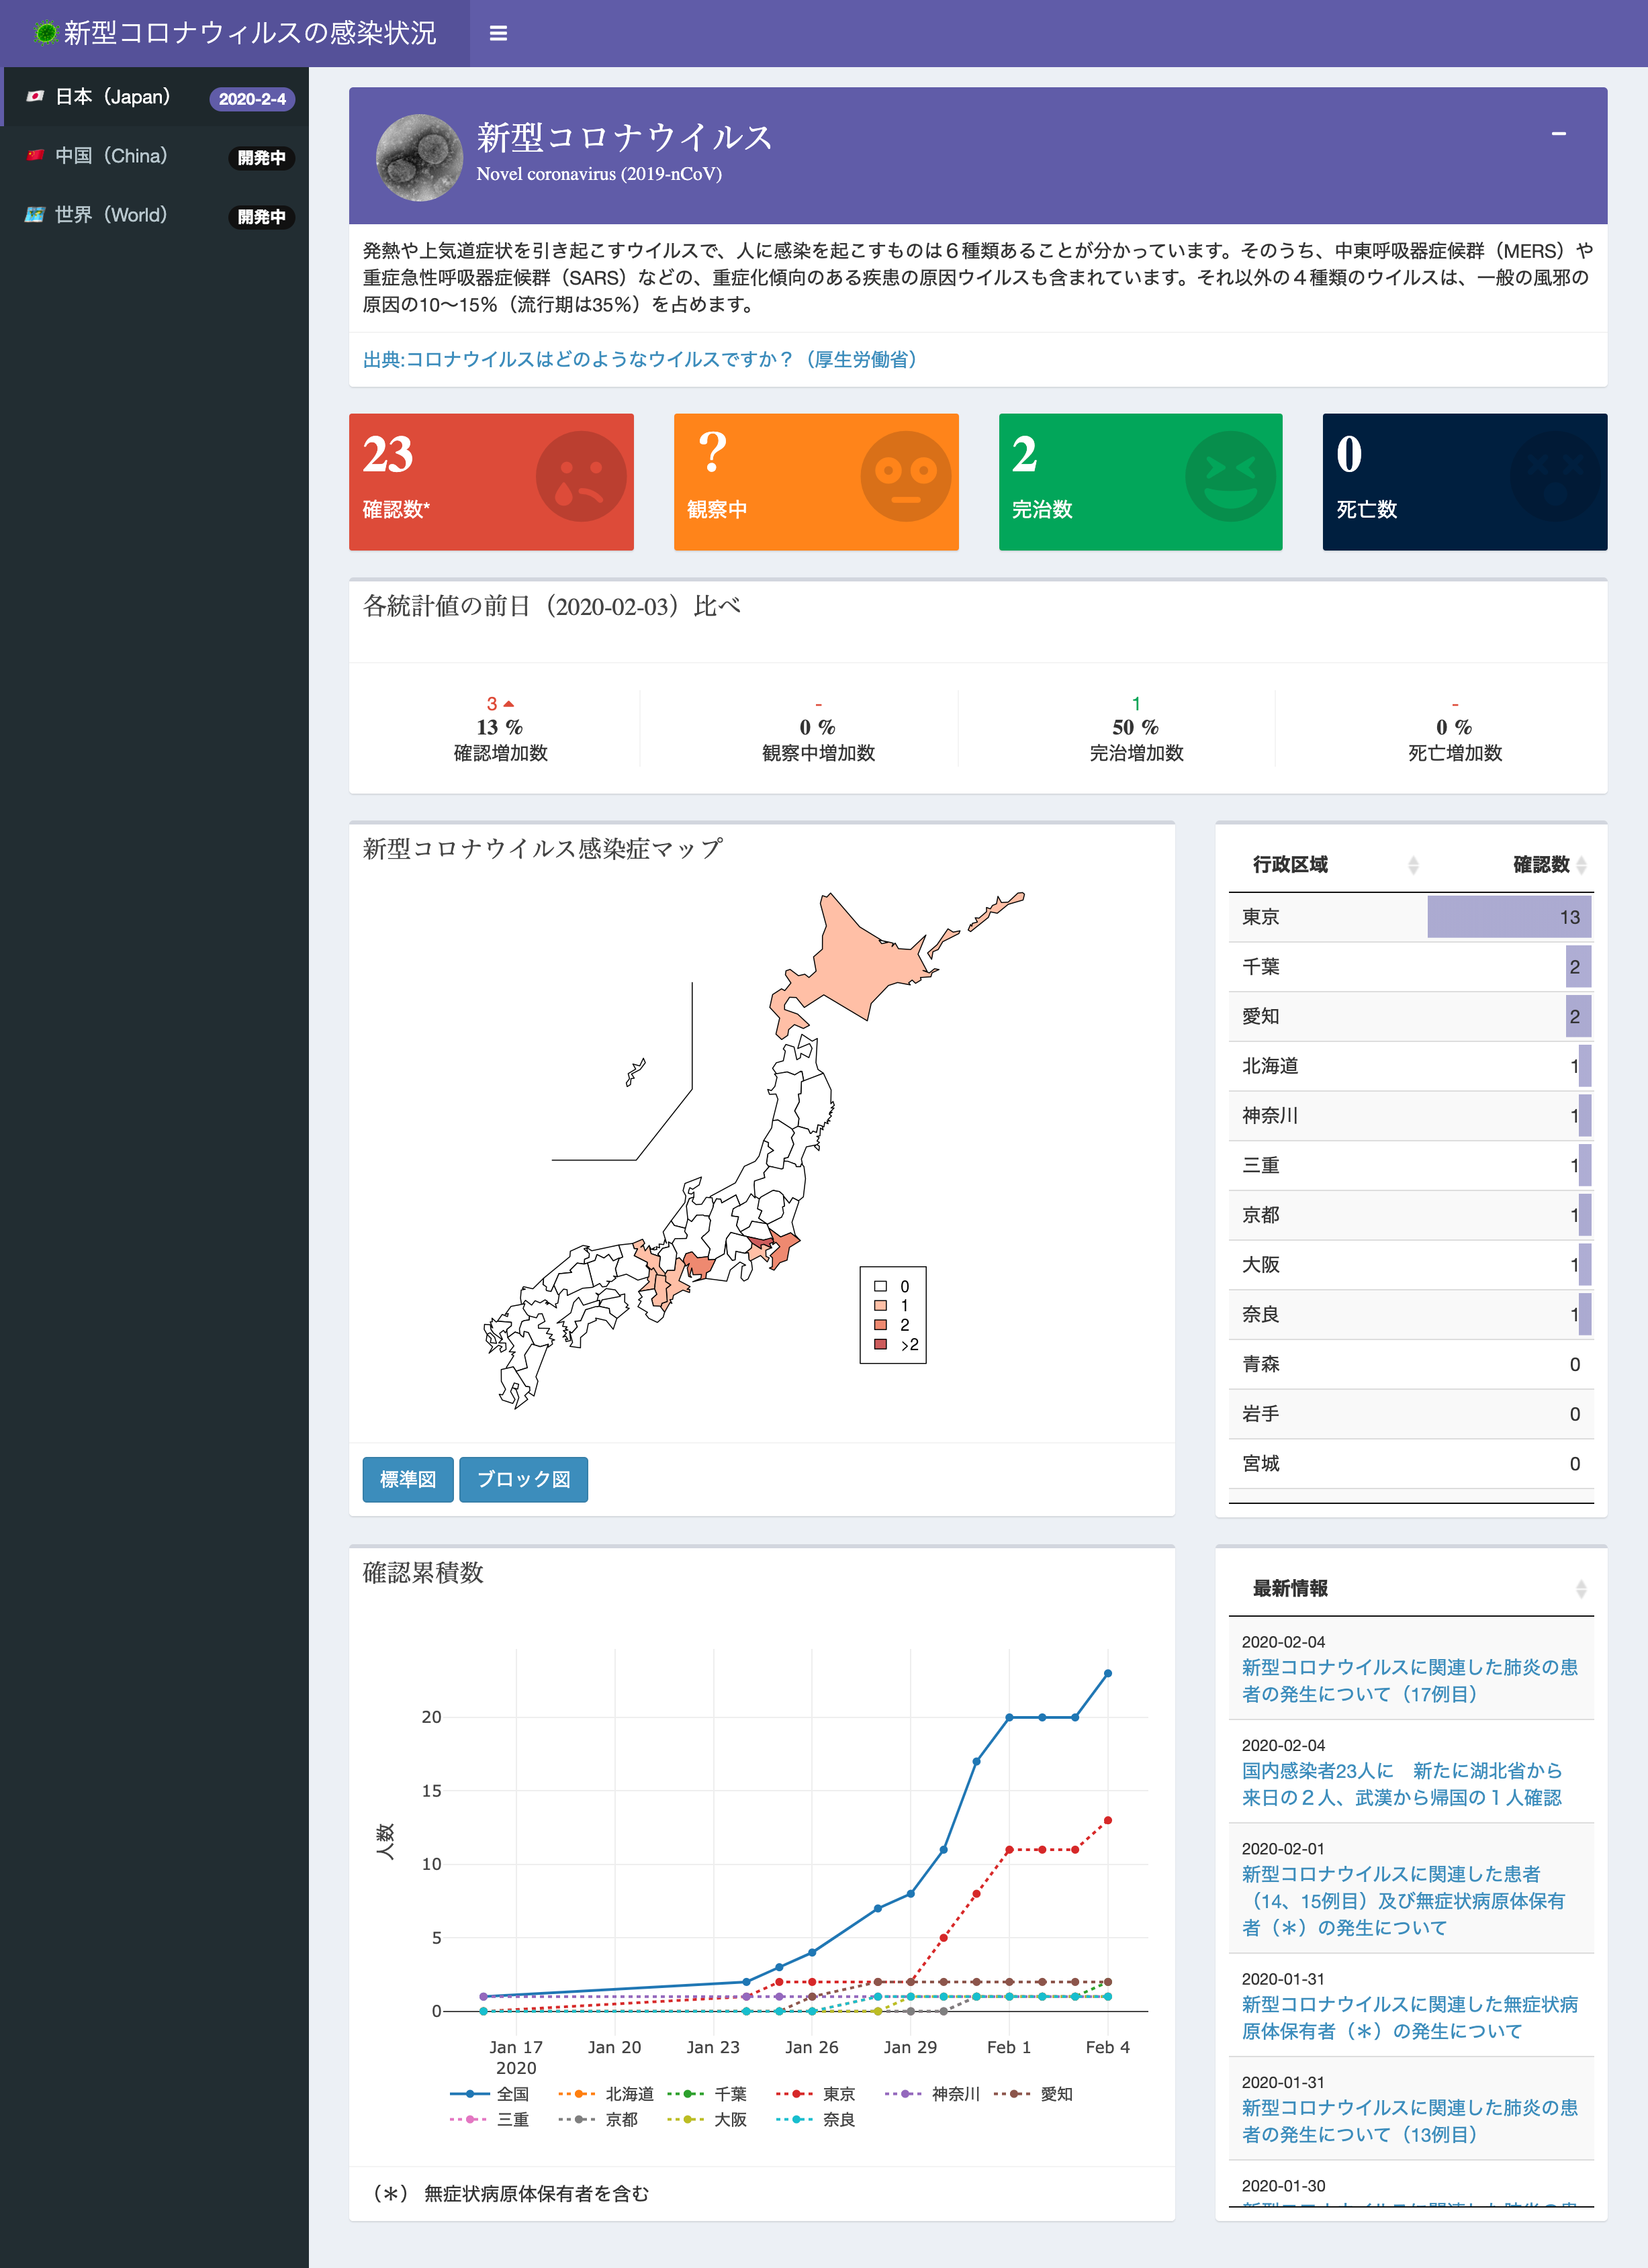 新型コロナウィルスの感染状況
日本（Japan）
2020-2-4
中国（China）
開発中
世界（World）
開発中
新型コロナウイルス
Novel coronavirus (2019-nCoV)
発熱や上気道症状を引き起こすウイルスで、人に感染を起こすものは６種類あることが分かっています。そのうち、中東呼吸器症候群（MERS）や
重症急性呼吸器症候群（SARS）などの、重症化傾向のある疾患の原因ウイルスも含まれています。それ以外の４種類のウイルスは、一般の風邪の
原因の10〜15%（流行期は35%）を占めます。
出典:コロナウイルスはどのようなウイルスですか？（厚生労働省）
23
確認数*
？
観察中
2
完治数
0
死亡数
各統計値の前日（2020-02-03）比べ
3
13 %
確認増加数
-
0 %
観察中増加数
1
50 %
完治増加数
-
0 %
死亡増加数
新型コロナウイルス感染症マップ
0
1
2
>2
標準図
ブロック図
行政区域 確認数
東京 13
千葉 2
愛知 2
北海道 1
神奈川 1
三重 1
京都 1
大阪 1
奈良 1
青森 0
岩手 0
宮城 0
確認累積数
人数
20
15
10
5
0
Jan 17 Jan 20 Jan 23 Jan 26 Jan 29 Feb 1 Feb 4
2020
全国 北海道 千葉 東京 神奈川 愛知
三重 京都 大阪 奈良
（＊） 無症状病原体保有者を含む
最新情報
2020-02-04
新型コロナウイルスに関連した肺炎の患
者の発生について（17例目）
2020-02-04
国内感染者23人に　新たに湖北省から
来日の２人、武漢から帰国の１人確認
2020-02-01
新型コロナウイルスに関連した患者
（14、15例目）及び無症状病原体保有
者（＊）の発生について
2020-01-31
新型コロナウイルスに関連した無症状病
原体保有者（＊）の発生について
2020-01-31
新型コロナウイルスに関連した肺炎の患
者の発生について（13例目）
2020-01-30